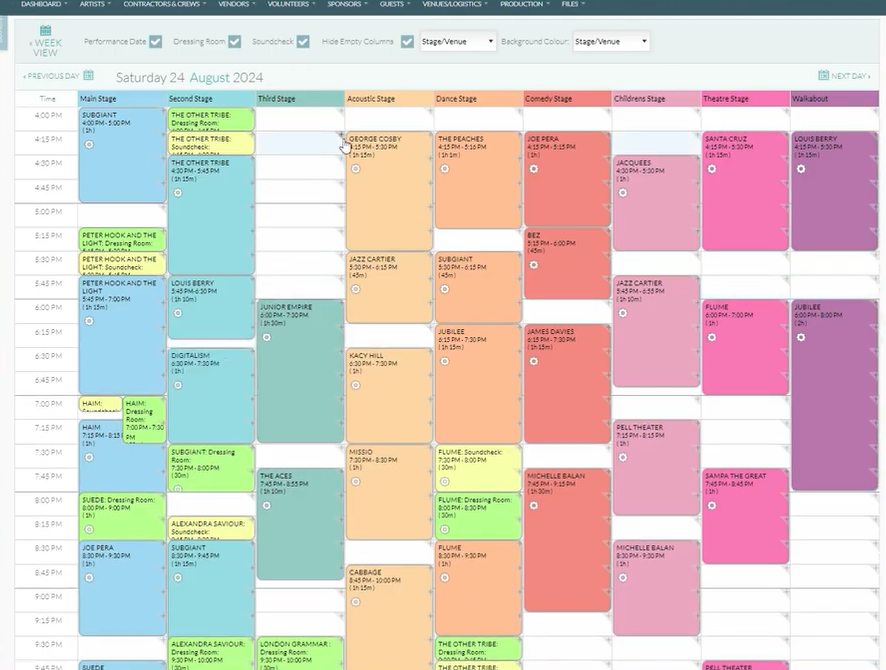 DASHBOARD ARTISTS CONTRACTORS & CREWS VENDORS VOLUNTEERS SPONSORS GUESTS VENUES/LOGISTICS PRODUCTION FILES
‹ WEEK VIEW
Performance Date Dressing Room Soundcheck Hide Empty Columns Stage/Venue Background Colour: Stage/Venue
‹ PREVIOUS DAY Saturday 24 August 2024 NEXT DAY ›
Time Main Stage Second Stage Third Stage Acoustic Stage Dance Stage Comedy Stage Childrens Stage Theatre Stage Walkabout
4:00 PM
4:15 PM
4:30 PM
4:45 PM
5:00 PM
5:15 PM
5:30 PM
5:45 PM
6:00 PM
6:15 PM
6:30 PM
6:45 PM
7:00 PM
7:15 PM
7:30 PM
7:45 PM
8:00 PM
8:15 PM
8:30 PM
8:45 PM
9:00 PM
9:15 PM
9:30 PM
9:45 PM
SUBGIANT
4:00 PM - 5:00 PM
(1h)
PETER HOOK AND THE
LIGHT: Dressing Room:
PETER HOOK AND THE
LIGHT: Soundcheck:
PETER HOOK AND THE
LIGHT
5:45 PM - 7:00 PM
(1h 15m)
HAIM:
Soundcheck:
HAIM:
Dressing
Room:
7:00 PM - 7:30
PM
HAIM
7:15 PM - 8:15 P
(1h)
SUEDE: Dressing Room:
8:00 PM - 9:00 PM
(1h)
JOE PERA
8:30 PM - 9:30 PM
(1h)
SUEDE
THE OTHER TRIBE:
Dressing Room:
THE OTHER TRIBE:
Soundcheck:
THE OTHER TRIBE
4:30 PM - 5:45 PM
(1h 15m)
LOUIS BERRY
5:45 PM-6:30 PM
(1h 10m)
DIGITALISM
6:30 PM - 7:30 PM
(1h)
SUBGIANT: Dressing
Room:
7:30 PM - 8:00 PM
(30m)
ALEXANDRA SAVIOUR:
Soundcheck:
SUBGIANT
8:30 PM - 9:45 PM
(1h 15m)
ALEXANDRA SAVIOUR:
Dressing Room:
9:30 PM - 10:00 PM
(30m)
JUNIOR EMPIRE
6:00 PM - 7:30 PM
(1h 30m)
THE ACES
7:45 PM - 8:55 PM
(1h 10m)
LONDON GRAMMAR :
Dressing Room:
9:30 PM - 10:00 PM
(30m)
GEORGE COSBY
4:15 PM - 5:30 PM
(1h 15m)
JAZZ CARTIER
5:30 PM - 6:15 PM
(45m)
KACY HILL
6:30 PM - 7:30 PM
(1h)
MISSIO
7:30 PM - 8:30 PM
(1h)
CABBAGE
8:45 PM - 10:00 PM
(1h 15m)
THE PEACHES
4:15 PM - 5:16 PM
(1h 1m)
SUBGIANT
5:30 PM - 6:15 PM
(45m)
JUBILEE
6:15 PM - 7:30 PM
(1h 15m)
FLUME: Soundcheck:
7:30 PM - 8:00 PM
(30m)
FLUME: Dressing Room:
8:00 PM - 8:30 PM
(30m)
FLUME
8:30 PM - 9:30 PM
(1h)
THE OTHER TRIBE:
Dressing Room:
THE OTHER TRIBE:
JOE PERA
4:15 PM - 5:15 PM
(1h)
BEZ
5:15 PM - 6:00 PM
(45m)
JAMES DAVIES
6:15 PM - 7:30 PM
(1h 15m)
MICHELLE BALAN
7:45 PM - 9:15 PM
(1h 30m)
JACQUEES
4:30 PM - 5:30 PM
(1h)
JAZZ CARTIER
5:45 PM - 6:55 PM
(1h 10m)
PELL THEATER
7:15 PM - 8:15 PM
(1h)
MICHELLE BALAN
8:30 PM - 9:30 PM
(1h)
SANTA CRUZ
4:15 PM - 5:30 PM
(1h 15m)
FLUME
6:00 PM - 7:00 PM
(1h)
SAMPA THE GREAT
7:45 PM - 8:45 PM
(1h)
PELL THEATER
LOUIS BERRY
4:15 PM - 5:30 PM
(1h 15m)
JUBILEE
6:00 PM - 8:00 PM
(2h)